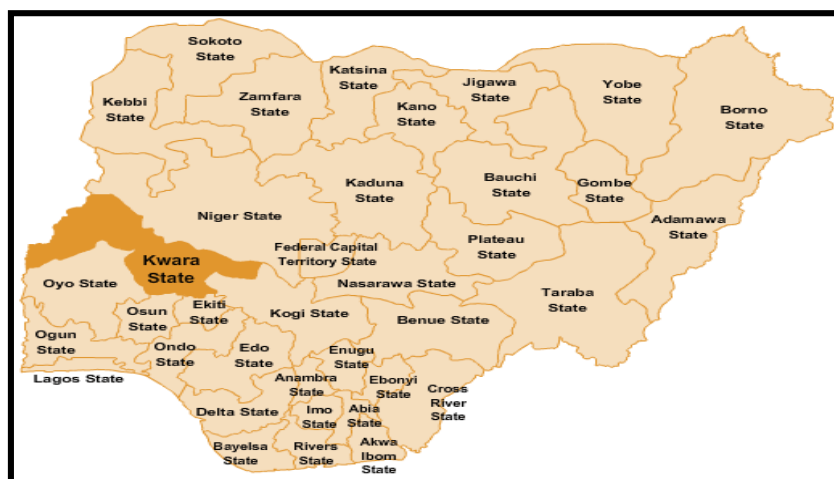 Sokoto
State
Katsina
State
Jigawa
State
Yobe
State
Kebbi
State
Zamfara
State
Kano
State
Borno
State
Kaduna
State
Bauchi
State
Gombe
State
Niger State
Adamawa
State
Plateau
State
Federal Capital
Territory State
Kwara
State
Nasarawa State
Oyo State
Taraba
State
Osun
State
Ekiti
State
Kogi State
Benue State
Ogun
State
Ondo
State
Edo
State
Enugu
State
Lagos State
Anambra
State
Ebonyi
State
Cross
River
State
Delta State
Imo
State
Abia
State
Bayelsa
State
Rivers
State
Akwa
Ibom
State